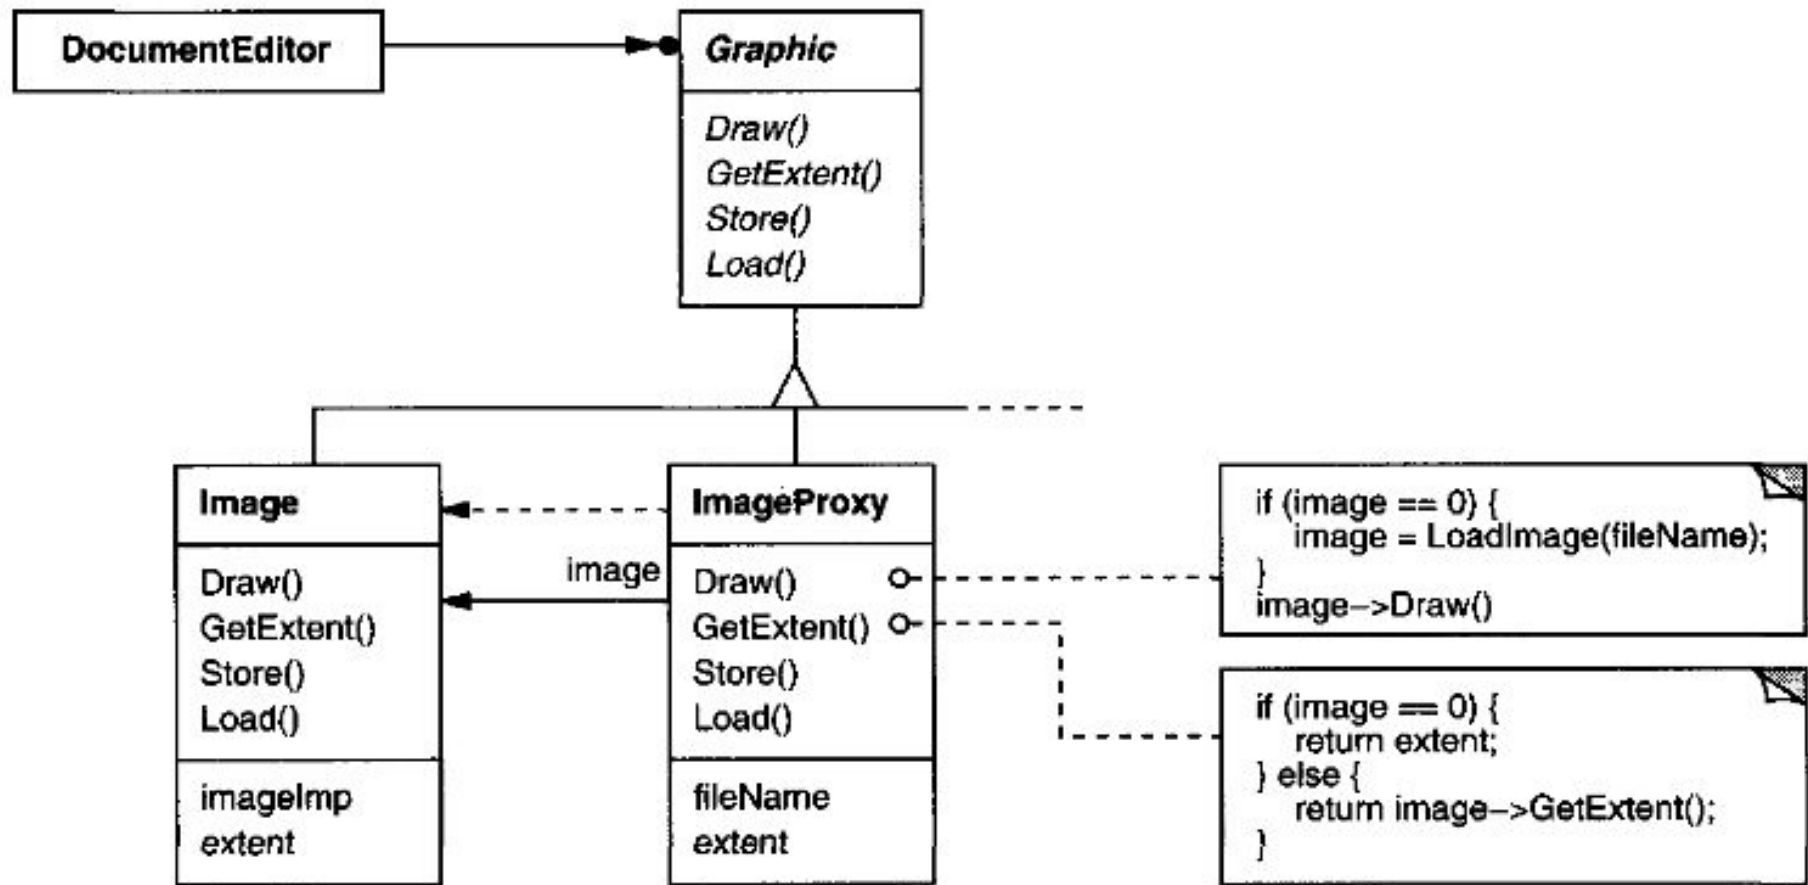 DocumentEditor
Graphic
Draw()
GetExtent()
Store()
Load()
Image
Draw()
GetExtent()
Store()
Load()
imageImp
extent
image
ImageProxy
Draw()
GetExtent()
Store()
Load()
fileName
extent
if (image == 0) {
image = LoadImage(fileName);
}
image->Draw()
if (image == 0) {
return extent;
} else {
return image->GetExtent();
}